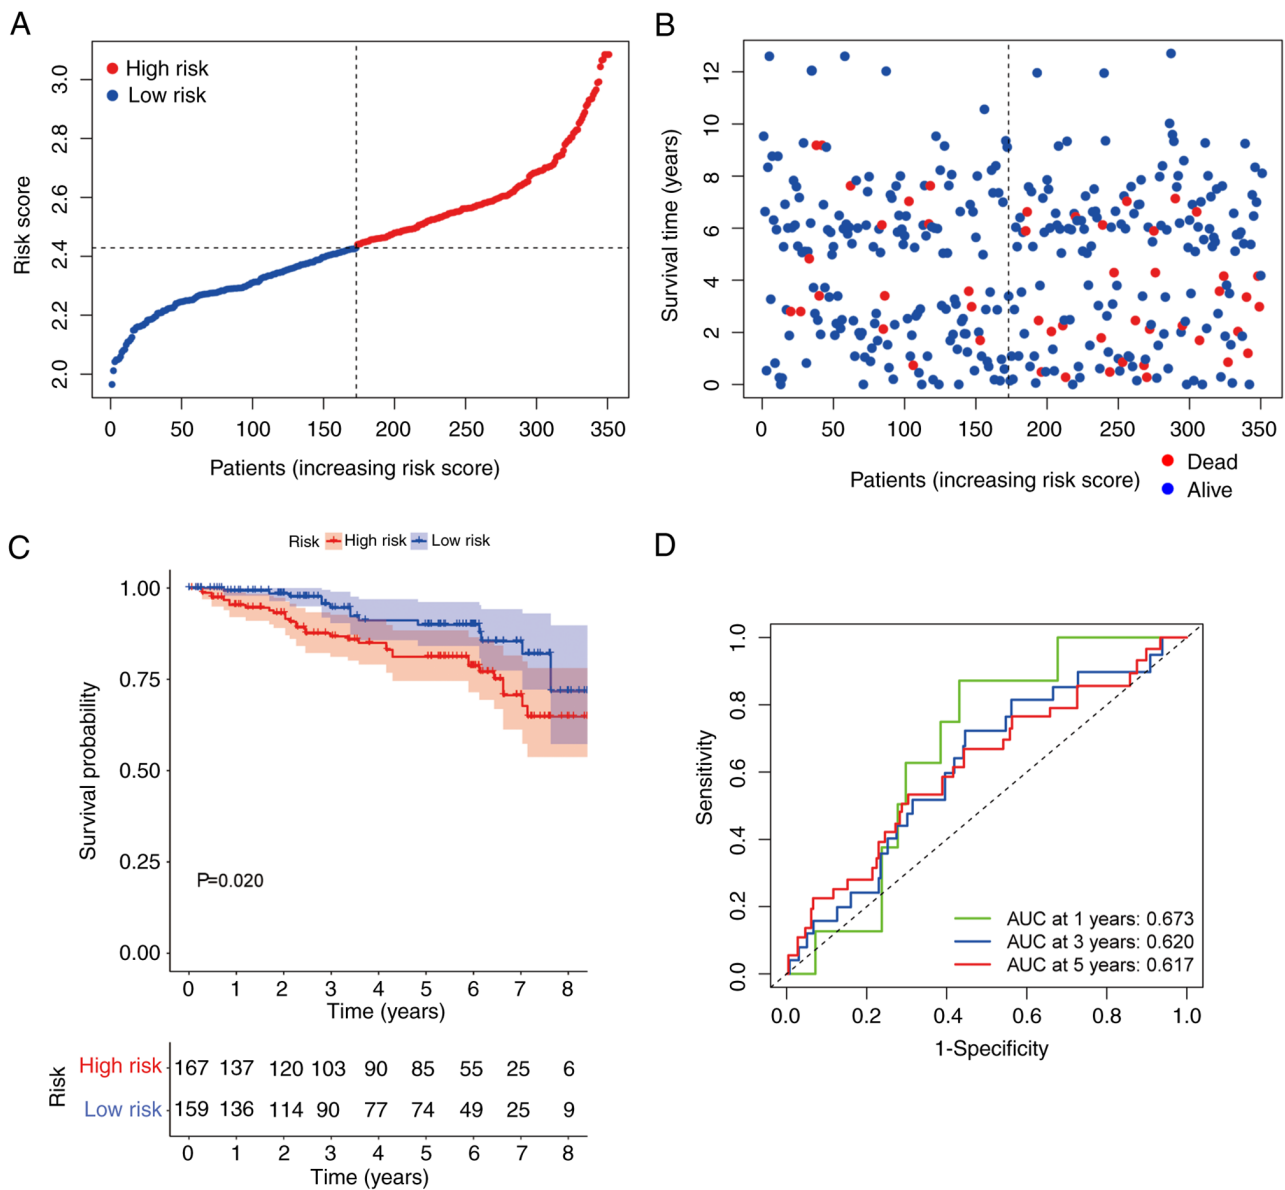 A
High risk
Low risk
Risk score
3.0
2.8
2.6
2.4
2.2
2.0
0 50 100 150 200 250 300 350
Patients (increasing risk score)
B
Survival time (years)
12
10
8
6
4
2
0
0 50 100 150 200 250 300 350
Patients (increasing risk score)
Dead
Alive
C
Risk High risk Low risk
Survival probability
1.00
0.75
0.50
0.25
0.00
P=0.020
0 1 2 3 4 5 6 7 8
Time (years)
Risk
High risk 167 137 120 103 90 85 55 25 6
Low risk 159 136 114 90 77 74 49 25 9
0 1 2 3 4 5 6 7 8
Time (years)
D
Sensitivity
1.0
0.8
0.6
0.4
0.2
0.0
AUC at 1 years: 0.673
AUC at 3 years: 0.620
AUC at 5 years: 0.617
0.0 0.2 0.4 0.6 0.8 1.0
1-Specificity